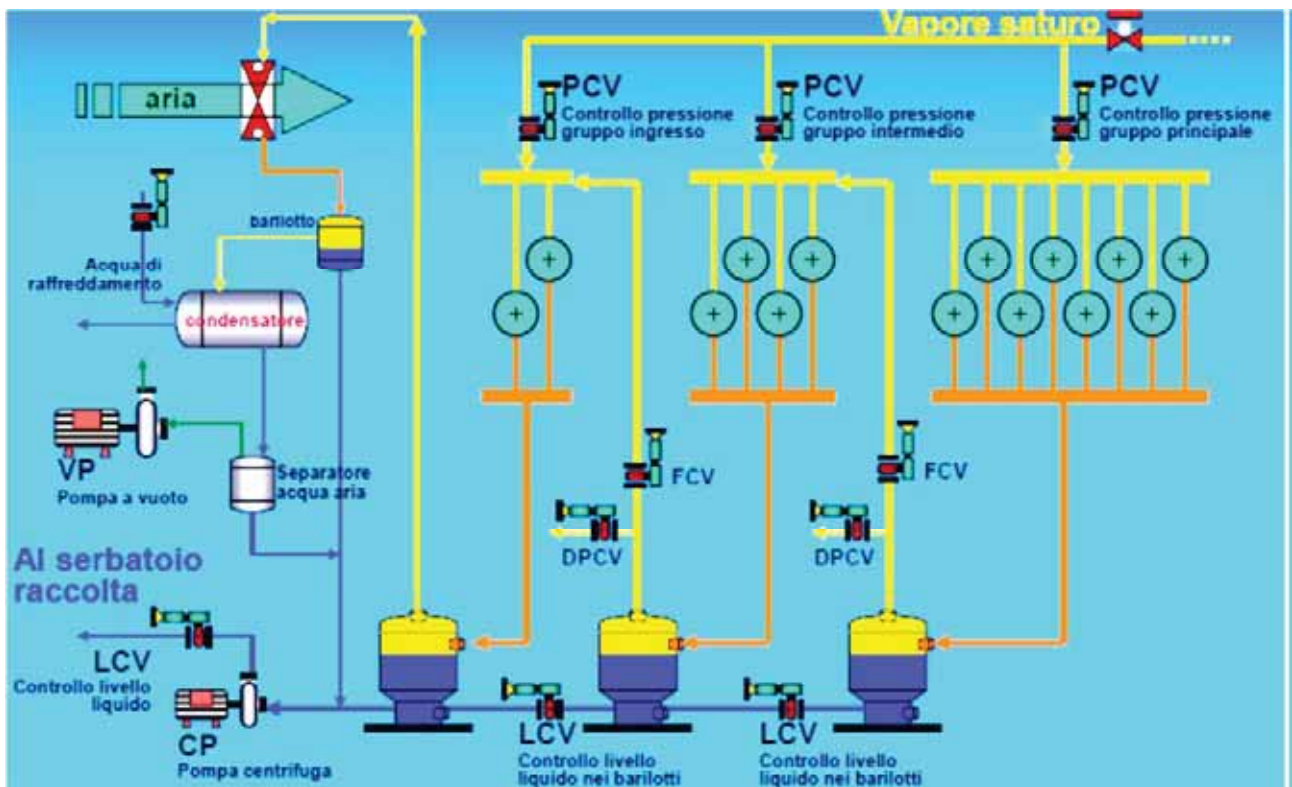 Vapore saturo
aria
PCV
Controllo pressione
gruppo ingresso
PCV
Controllo pressione
gruppo intermedio
PCV
Controllo pressione
gruppo principale
barilotto
Acqua di
raffreddamento
condensatore
VP
Pompa a vuoto
Separatore
acqua aria
FCV
FCV
DPCV
DPCV
Al serbatoio
raccolta
LCV
Controllo livello
liquido
CP
Pompa centrifuga
LCV
Controllo livello
liquido nei barilotti
LCV
Controllo livello
liquido nei barilotti